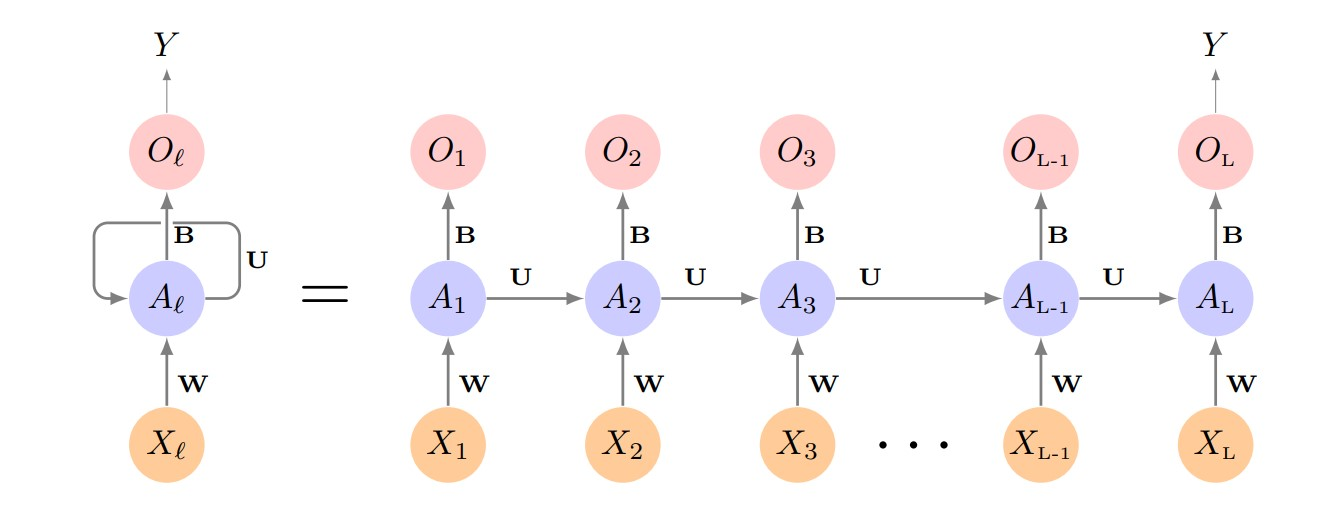 Y Y
Oℓ O1 O2 O3 OL-1 OL
B B B B B B
U
U U U U
Aℓ = A1 A2 A3 AL-1 AL
W W W W W W
Xℓ X1 X2 X3 · · · XL-1 XL